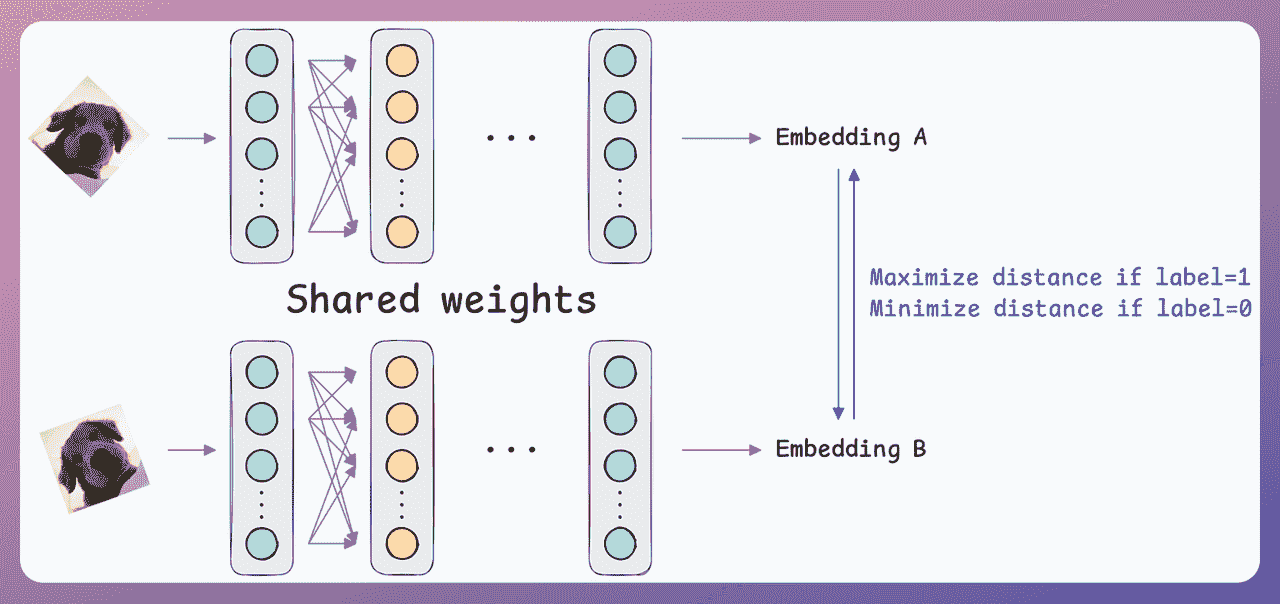 Embedding A
Maximize distance if label=1
Minimize distance if label=0
Shared weights
Embedding B